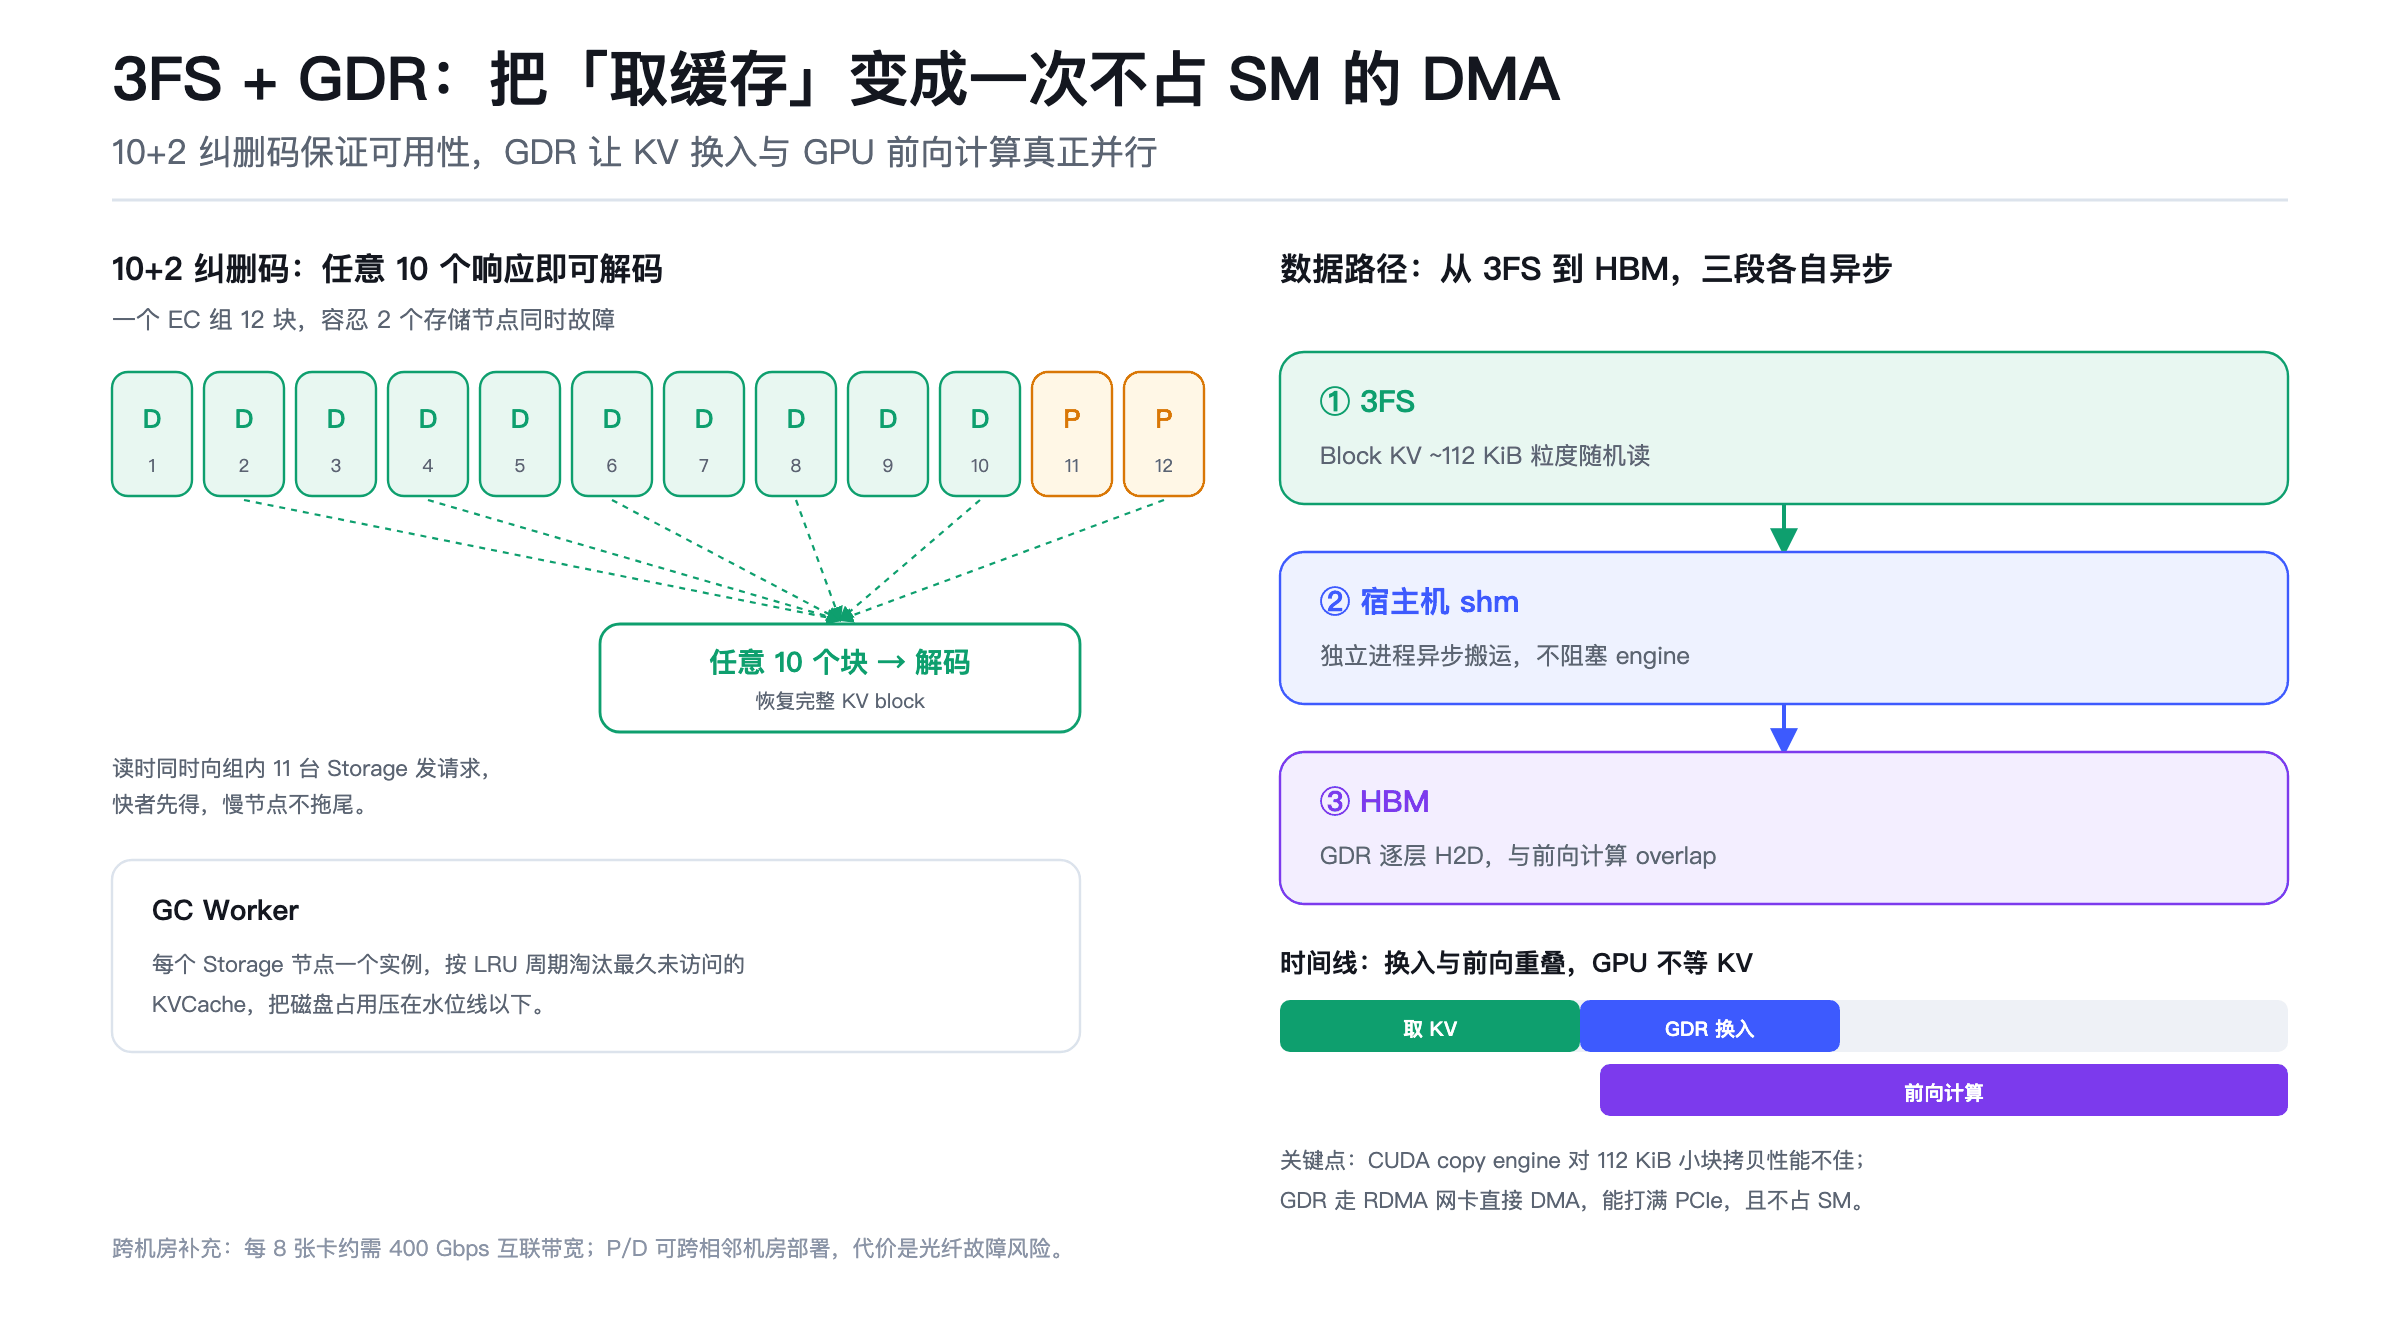 3FS + GDR：把「取缓存」变成一次不占 SM 的 DMA
10+2 纠删码保证可用性，GDR 让 KV 换入与 GPU 前向计算真正并行
10+2 纠删码：任意 10 个响应即可解码
一个 EC 组 12 块，容忍 2 个存储节点同时故障
D D D D D D D D D D P P
1 2 3 4 5 6 7 8 9 10 11 12
任意 10 个块 → 解码
恢复完整 KV block
读时同时向组内 11 台 Storage 发请求，
快者先得，慢节点不拖尾。
GC Worker
每个 Storage 节点一个实例，按 LRU 周期淘汰最久未访问的
KVCache，把磁盘占用压在水位线以下。
跨机房补充：每 8 张卡约需 400 Gbps 互联带宽；P/D 可跨相邻机房部署，代价是光纤故障风险。
数据路径：从 3FS 到 HBM，三段各自异步
① 3FS
Block KV ~112 KiB 粒度随机读
② 宿主机 shm
独立进程异步搬运，不阻塞 engine
③ HBM
GDR 逐层 H2D，与前向计算 overlap
时间线：换入与前向重叠，GPU 不等 KV
取 KV
GDR 换入
前向计算
关键点：CUDA copy engine 对 112 KiB 小块拷贝性能不佳；
GDR 走 RDMA 网卡直接 DMA，能打满 PCIe，且不占 SM。